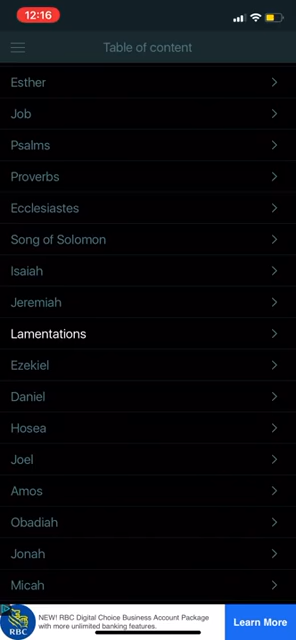 12:16
Table of content
Esther
Job
Psalms
Proverbs
Ecclesiastes
Song of Solomon
Isaiah
Jeremiah
Lamentations
Ezekiel
Daniel
Hosea
Joel
Amos
Obadiah
Jonah
Micah
NEW! RBC Digital Choice Business Account Package
with more unlimited banking features.
Learn More
RBC